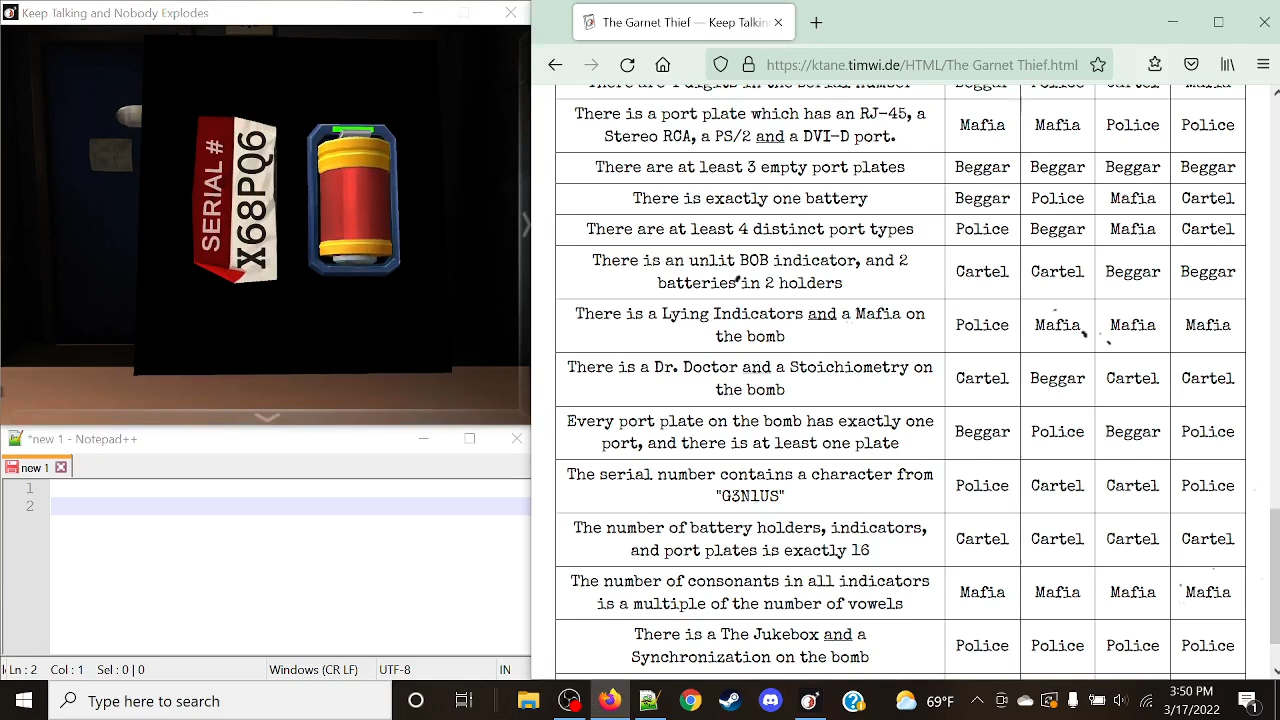 Keep Talking and Nobody Explodes
SERIAL #
X68PQ6
*new 1 - Notepad++
new 1
1
2
Ln : 2 Col : 1 Sel : 0 | 0 Windows (CR LF) UTF-8 IN
The Garnet Thief — Keep Talkin
https://ktane.timwi.de/HTML/The Garnet Thief.html
There is a port plate which has an RJ-45, a
Stereo RCA, a PS/2 and a DVI-D port.
Mafia Mafia Police Police
There are at least 3 empty port plates Beggar Beggar Beggar Beggar
There is exactly one battery Beggar Police Mafia Cartel
There are at least 4 distinct port types Police Beggar Mafia Cartel
There is an unlit BOB indicator, and 2
batteries in 2 holders
Cartel Cartel Beggar Beggar
There is a Lying Indicators and a Mafia on
the bomb
Police Mafia Mafia Mafia
There is a Dr. Doctor and a Stoichiometry on
the bomb
Cartel Beggar Cartel Cartel
Every port plate on the bomb has exactly one
port, and there is at least one plate
Beggar Police Beggar Police
The serial number contains a character from
"G3N1US"
Police Cartel Cartel Police
The number of battery holders, indicators,
and port plates is exactly 16
Cartel Cartel Cartel Cartel
The number of consonants in all indicators
is a multiple of the number of vowels
Mafia Mafia Mafia Mafia
There is a The Jukebox and a
Synchronization on the bomb
Police Police Police Police
Type here to search
69°F
3:50 PM
3/17/2022